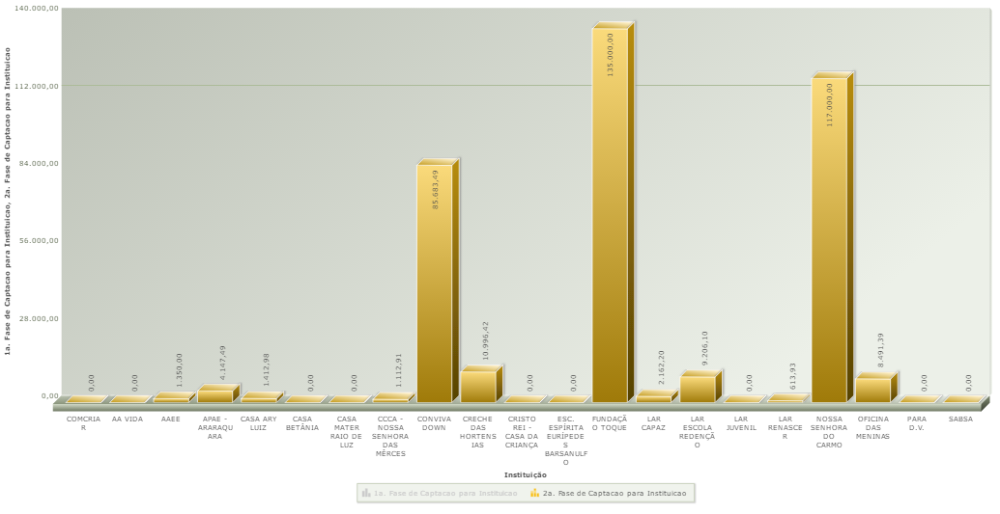 140.000,00
112.000,00
84.000,00
56.000,00
28.000,00
0,00
1a. Fase de Captacao para Instituicao, 2a. Fase de Captacao para Instituicao
0,00
0,00
1.350,00
4.147,49
1.412,98
0,00
0,00
1.112,91
85.683,49
10.996,42
0,00
0,00
135.000,00
2.162,20
9.206,10
0,00
613,93
117.000,00
8.491,39
0,00
0,00
COMCRIA
R
AA VIDA
AAEE
APAE -
ARARAQU
ARA
CASA ARY
LUIZ
CASA
BETÂNIA
CASA
MATER
RAIO DE
LUZ
CCCA -
NOSSA
SENHORA
DAS
MÊRCES
CONVIVA
DOWN
CRECHE
DAS
HORTENS
IAS
CRISTO
REI -
CASA DA
CRIANÇA
ESC.
ESPÍRITA
EURÍPEDE
S
BARSANULF
O
FUNDAÇÃ
O TOQUE
LAR
CAPAZ
LAR
ESCOLA
REDENÇÃ
O
LAR
JUVENIL
LAR
RENASCE
R
NOSSA
SENHORA
DO
CARMO
OFICINA
DAS
MENINAS
PARA
D.V.
SABSA
Instituição
1a. Fase de Captacao para Instituicao
2a. Fase de Captacao para Instituicao